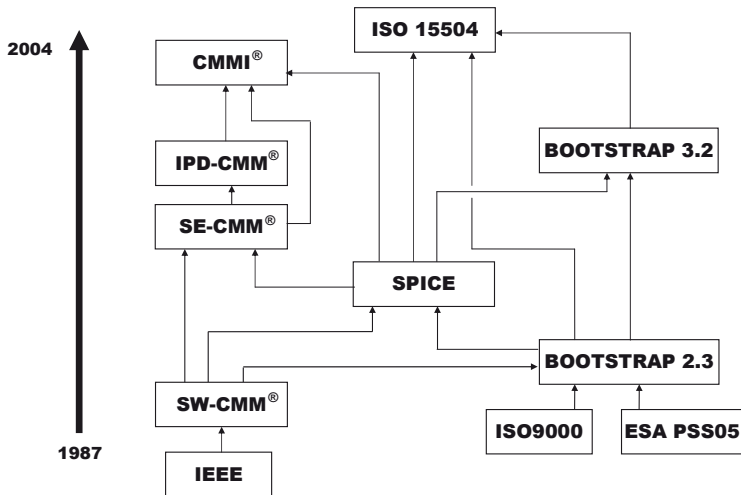 2004
ISO 15504
CMMI®
BOOTSTRAP 3.2
IPD-CMM®
SE-CMM®
SPICE
BOOTSTRAP 2.3
SW-CMM®
ISO9000
ESA PSS05
1987
IEEE